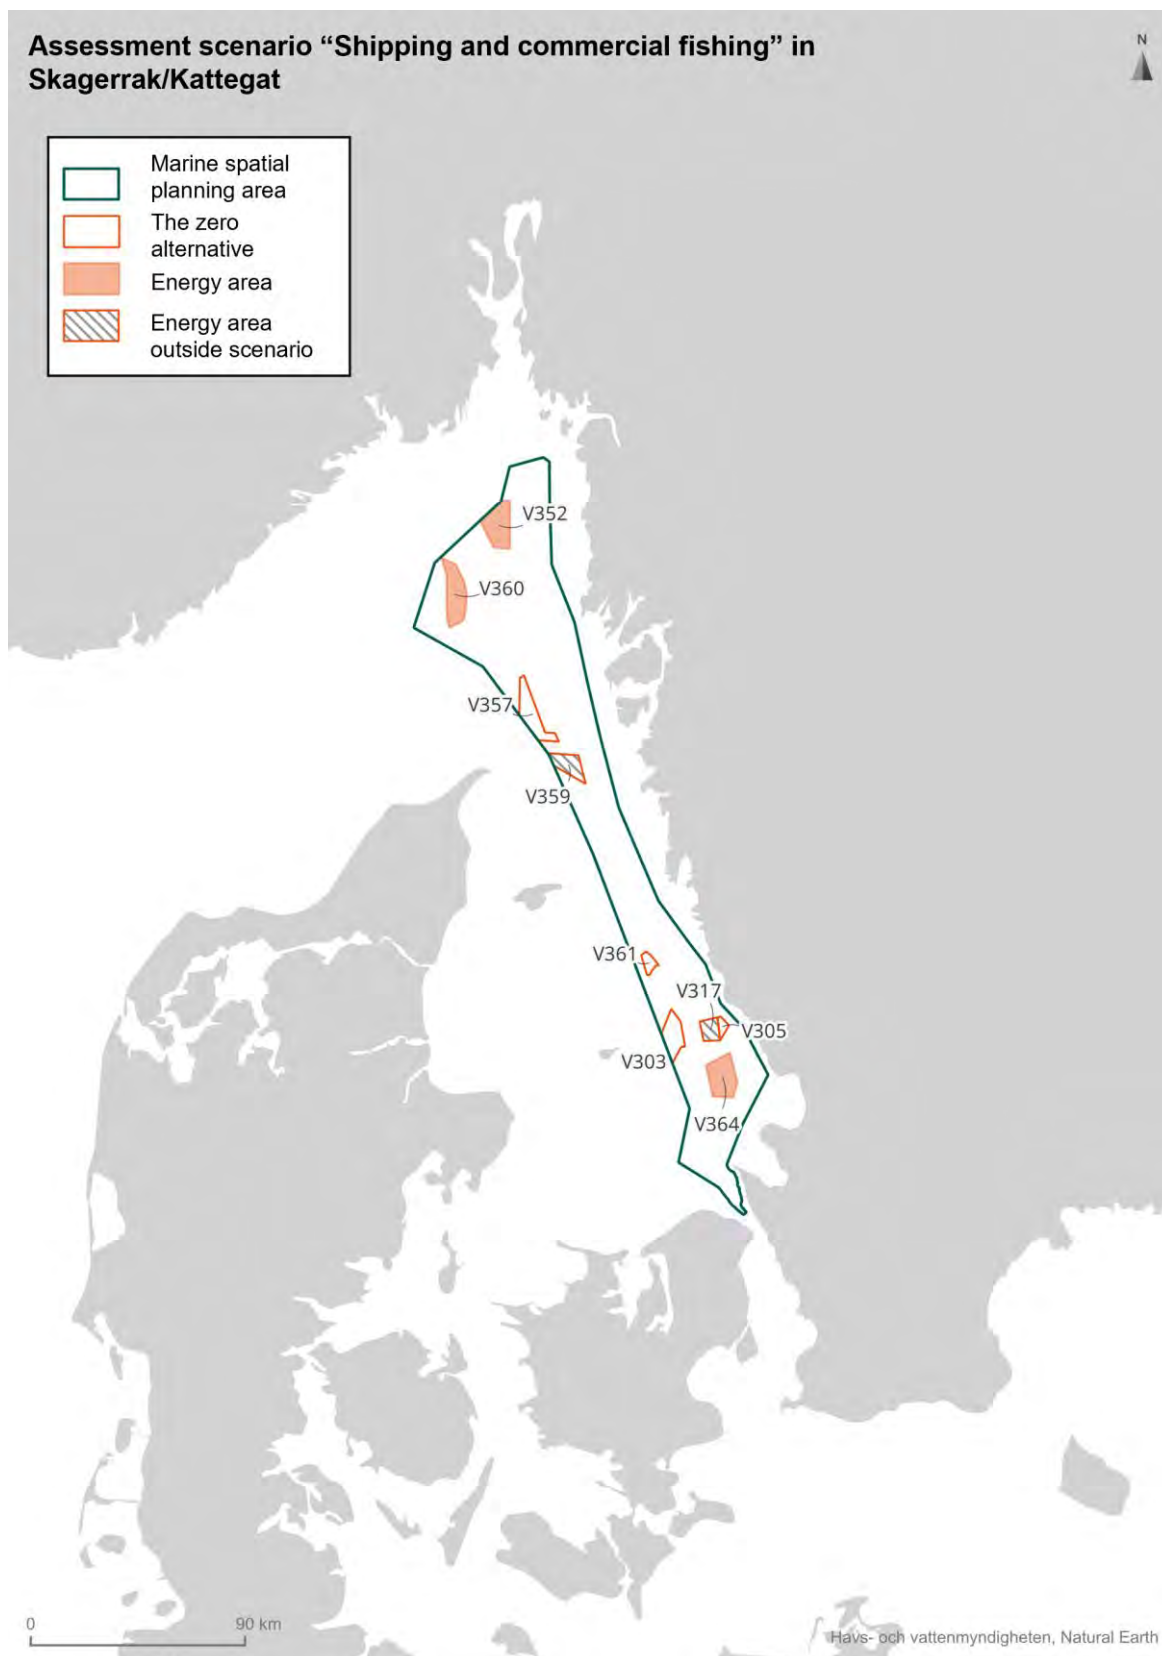 Assessment scenario “Shipping and commercial fishing” in
Skagerrak/Kattegat
N
Marine spatial
planning area
The zero
alternative
Energy area
Energy area
outside scenario
V352
V360
V357
V359
V361
V317
V305
V303
V364
0 90 km
Havs- och vattenmyndigheten, Natural Earth